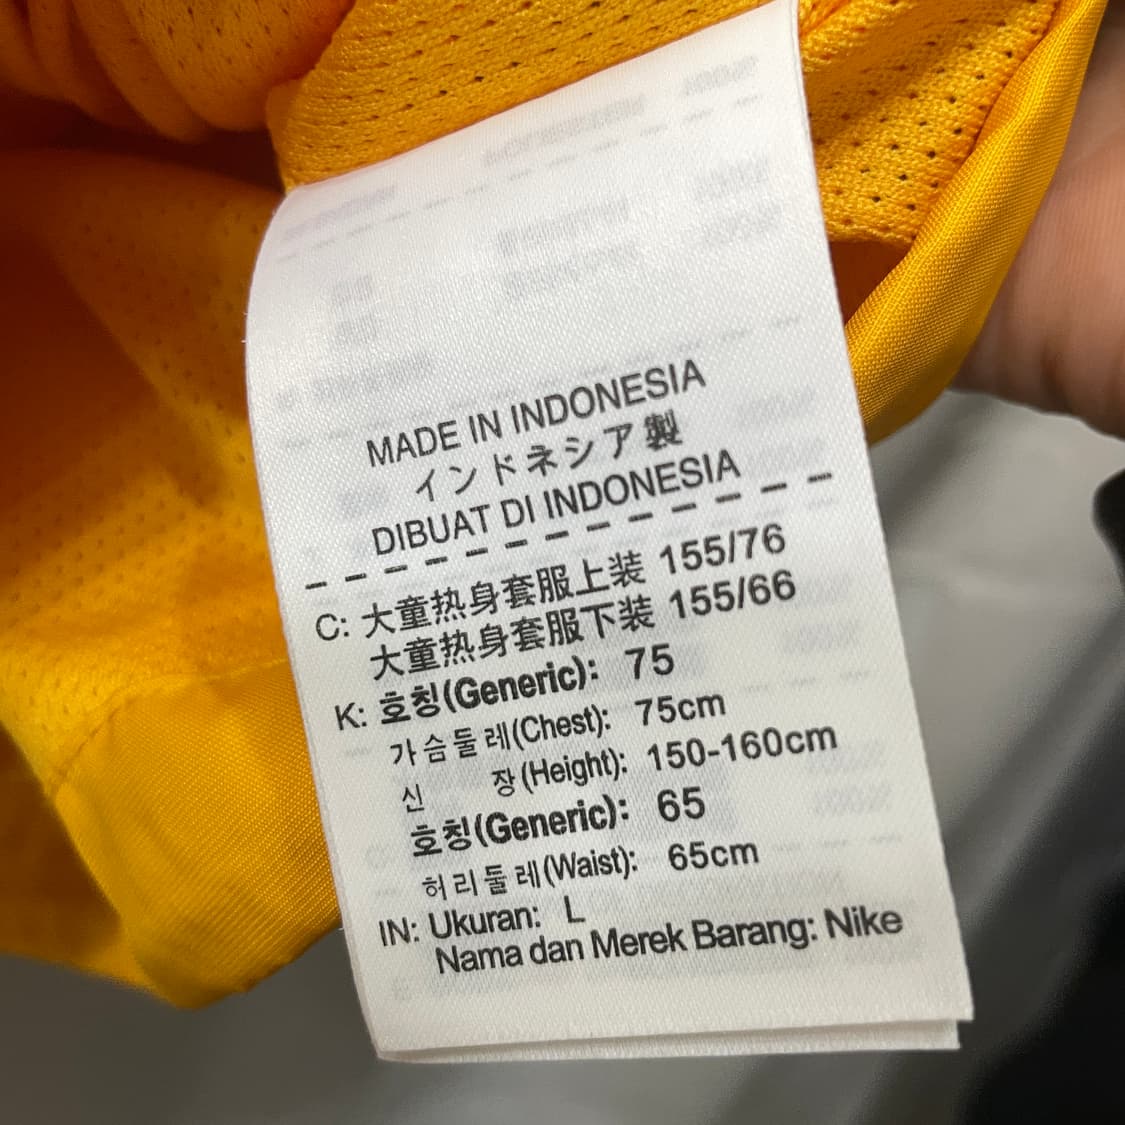 MADE IN INDONESIA
インドネシア製
DIBUAT DI INDONESIA
C: 大童热身套服上装 155/76
大童热身套服下装 155/66
K: 호칭(Generic): 75
가슴둘레(Chest): 75cm
신 장(Height): 150-160cm
호칭(Generic): 65
허리둘레(Waist): 65cm
IN: Ukuran: L
Nama dan Merek Barang: Nike